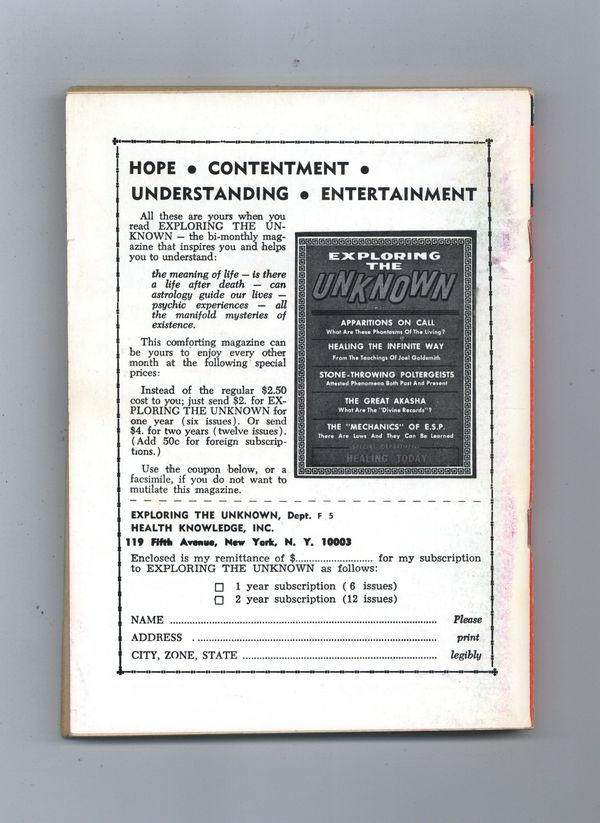 HOPE ● CONTENTMENT ●
UNDERSTANDING ● ENTERTAINMENT
All these are yours when you
read EXPLORING THE UN-
KNOWN — the bi-monthly mag-
azine that inspires you and helps
you to understand:
the meaning of life — is there
a life after death — can
astrology guide our lives —
psychic experiences — all
the manifold mysteries of
existence.
This comforting magazine can
be yours to enjoy every other
month at the following special
prices:
Instead of the regular $2.50
cost to you; just send $2. for EX-
PLORING THE UNKNOWN for
one year (six issues). Or send
$4. for two years (twelve issues).
(Add 50c for foreign subscrip-
tions.)
Use the coupon below, or a
facsimile, if you do not want to
mutilate this magazine.
EXPLORING
THE
UNKNOWN
APPARITIONS ON CALL
What Are These Phantasms Of The Living?
HEALING THE INFINITE WAY
From The Teachings Of Joel Goldsmith
STONE-THROWING POLTERGEISTS
Attested Phenomena Both Past And Present
THE GREAT AKASHA
What Are The "Divine Records"?
THE "MECHANICS" OF E.S.P.
There Are Laws And They Can Be Learned
SPECIAL DEPARTMENT
HEALING TODAY
EXPLORING THE UNKNOWN, Dept. F 5
HEALTH KNOWLEDGE, INC.
119 Fifth Avenue, New York, N. Y. 10003
Enclosed is my remittance of $........................ for my subscription
to EXPLORING THE UNKNOWN as follows:
☐ 1 year subscription ( 6 issues)
☐ 2 year subscription (12 issues)
NAME ........................................ Please
ADDRESS ........................................ print
CITY, ZONE, STATE ........................................ legibly